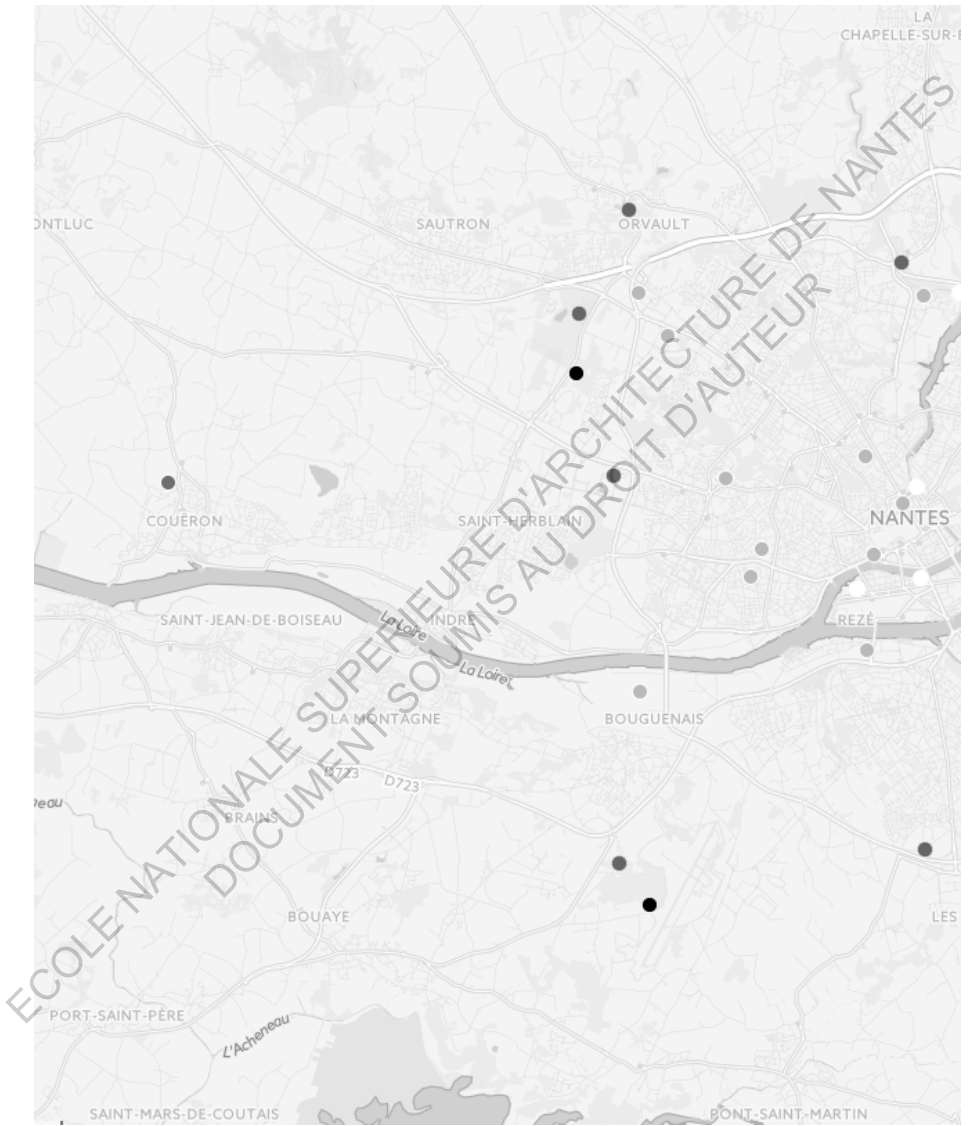 LA
CHAPELLE-SUR-E
ONTLUC
SAUTRON
ORVAULT
COUËRON
SAINT-HERBLAIN
NANTES
SAINT-JEAN-DE-BOISEAU
La Loire
INDRE
REZÉ
La Loire
LA MONTAGNE
BOUGUENAIS
D723
D723
neau
BRAINS
BOUAYE
LES
PORT-SAINT-PÈRE
L'Acheneau
SAINT-MARS-DE-COUTAIS
PONT-SAINT-MARTIN
ECOLE NATIONALE SUPERIEURE D'ARCHITECTURE DE NANTES
DOCUMENT SOUMIS AU DROIT D'AUTEUR